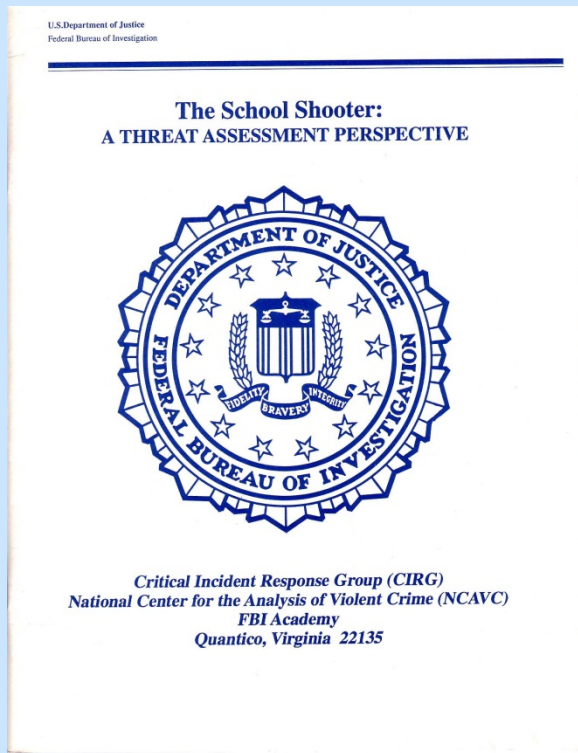 U.S.Department of Justice
Federal Bureau of Investigation
The School Shooter:
A THREAT ASSESSMENT PERSPECTIVE
DEPARTMENT OF JUSTICE
FEDERAL BUREAU OF INVESTIGATION
FIDELITY
BRAVERY
INTEGRITY
Critical Incident Response Group (CIRG)
National Center for the Analysis of Violent Crime (NCAVC)
FBI Academy
Quantico, Virginia 22135